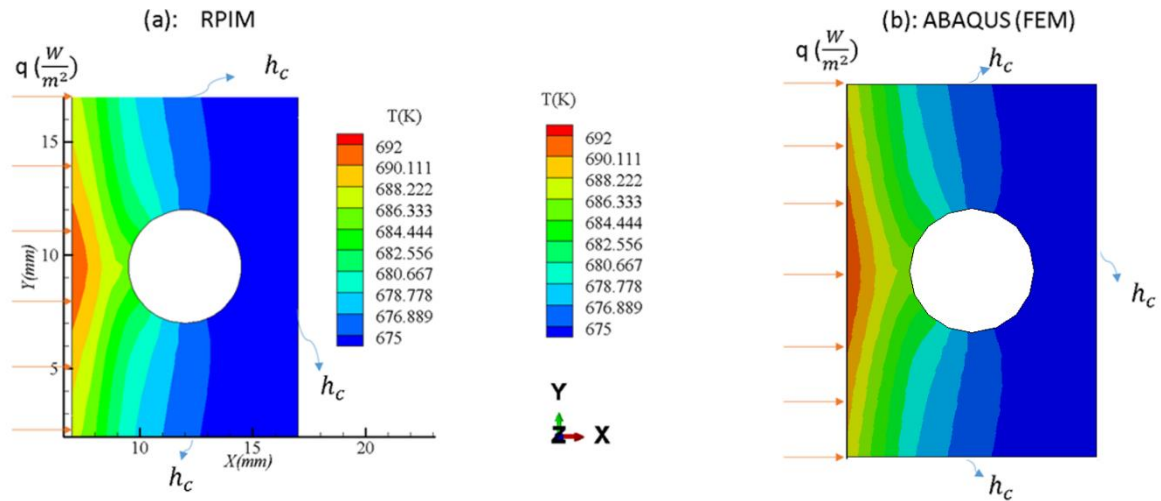 (a): RPIM
q (W/m²)
h_c
15
10
5
Y(mm)
10
15
20
X(mm)
h_c
h_c
T(K)
692
690.111
688.222
686.333
684.444
682.556
680.667
678.778
676.889
675
T(K)
692
690.111
688.222
686.333
684.444
682.556
680.667
678.778
676.889
675
Y
Z
X
(b): ABAQUS (FEM)
q (W/m²)
h_c
h_c
h_c